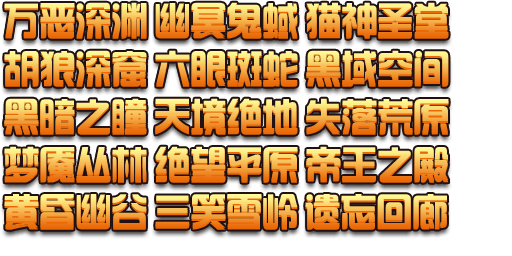 万恶深渊 幽冥鬼蜮 猫神圣堂
胡狼深窟 六眼斑蛇 黑域空间
黑暗之瞳 天境绝地 失落荒原
梦魇丛林 绝望平原 帝王之殿
黄昏幽谷 三笑雪岭 遗忘回廊